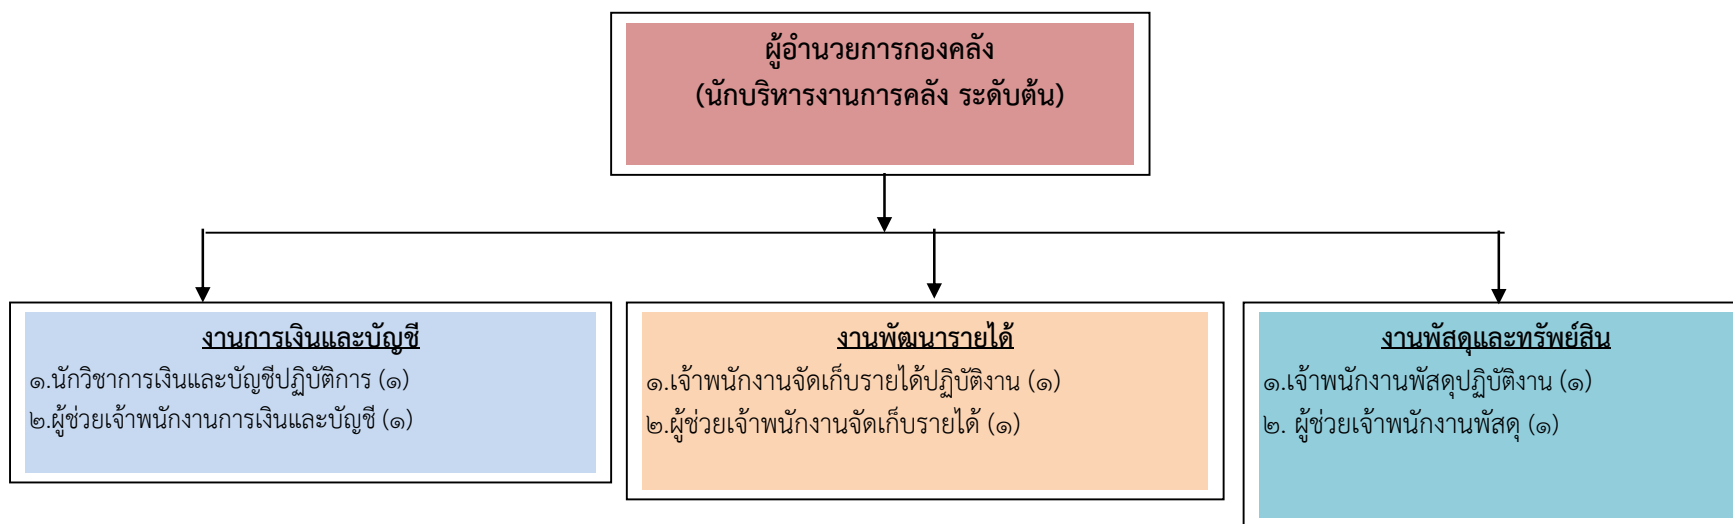 ผู้อำนวยการกองคลัง
(นักบริหารงานการคลัง ระดับต้น)
งานการเงินและบัญชี
๑.นักวิชาการเงินและบัญชีปฏิบัติการ (๑)
๒.ผู้ช่วยเจ้าพนักงานการเงินและบัญชี (๑)
งานพัฒนารายได้
๑.เจ้าพนักงานจัดเก็บรายได้ปฏิบัติงาน (๑)
๒.ผู้ช่วยเจ้าพนักงานจัดเก็บรายได้ (๑)
งานพัสดุและทรัพย์สิน
๑.เจ้าพนักงานพัสดุปฏิบัติงาน (๑)
๒. ผู้ช่วยเจ้าพนักงานพัสดุ (๑)